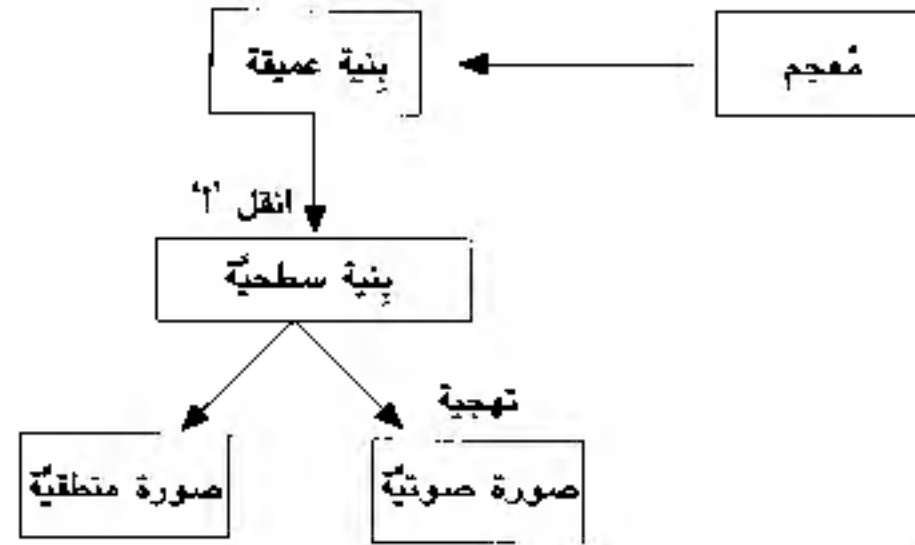 مُعجم
بِنية عميقة
انقل "أ"
بِنية سطحيّة
تهجية
صورة صوتيّة
صورة منطقيّة